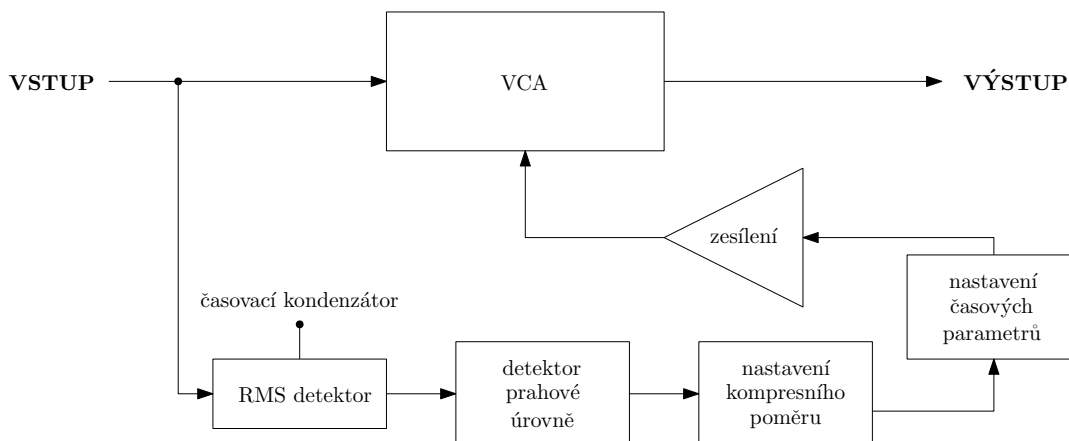 VSTUP
VCA
VÝSTUP
zesílení
nastavení
časových
parametrů
časovací kondenzátor
RMS detektor
detektor
prahové
úrovně
nastavení
kompresního
poměru